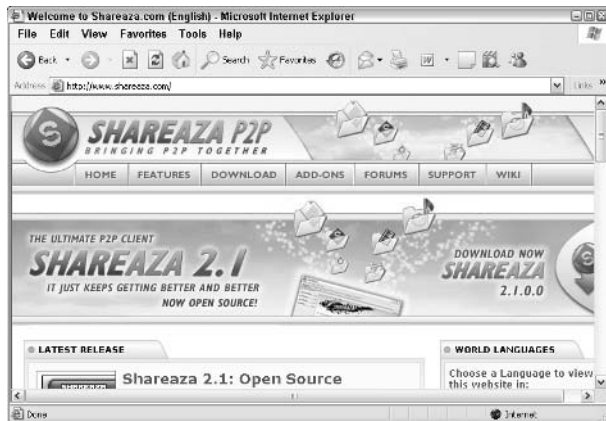 Welcome to Shareaza.com (English) - Microsoft Internet Explorer
File Edit View Favorites Tools Help
Back Search Favorites
Address http://www.shareaza.com/ Links »
SHAREAZA P2P
BRINGING P2P TOGETHER
HOME FEATURES DOWNLOAD ADD-ONS FORUMS SUPPORT WIKI
THE ULTIMATE P2P CLIENT
SHAREAZA 2.1
IT JUST KEEPS GETTING BETTER AND BETTER
NOW OPEN SOURCE!
DOWNLOAD NOW
SHAREAZA
2.1.0.0
LATEST RELEASE
SHAREAZA
Shareaza 2.1: Open Source
WORLD LANGUAGES
Choose a Language to view
this website in:
Done Internet